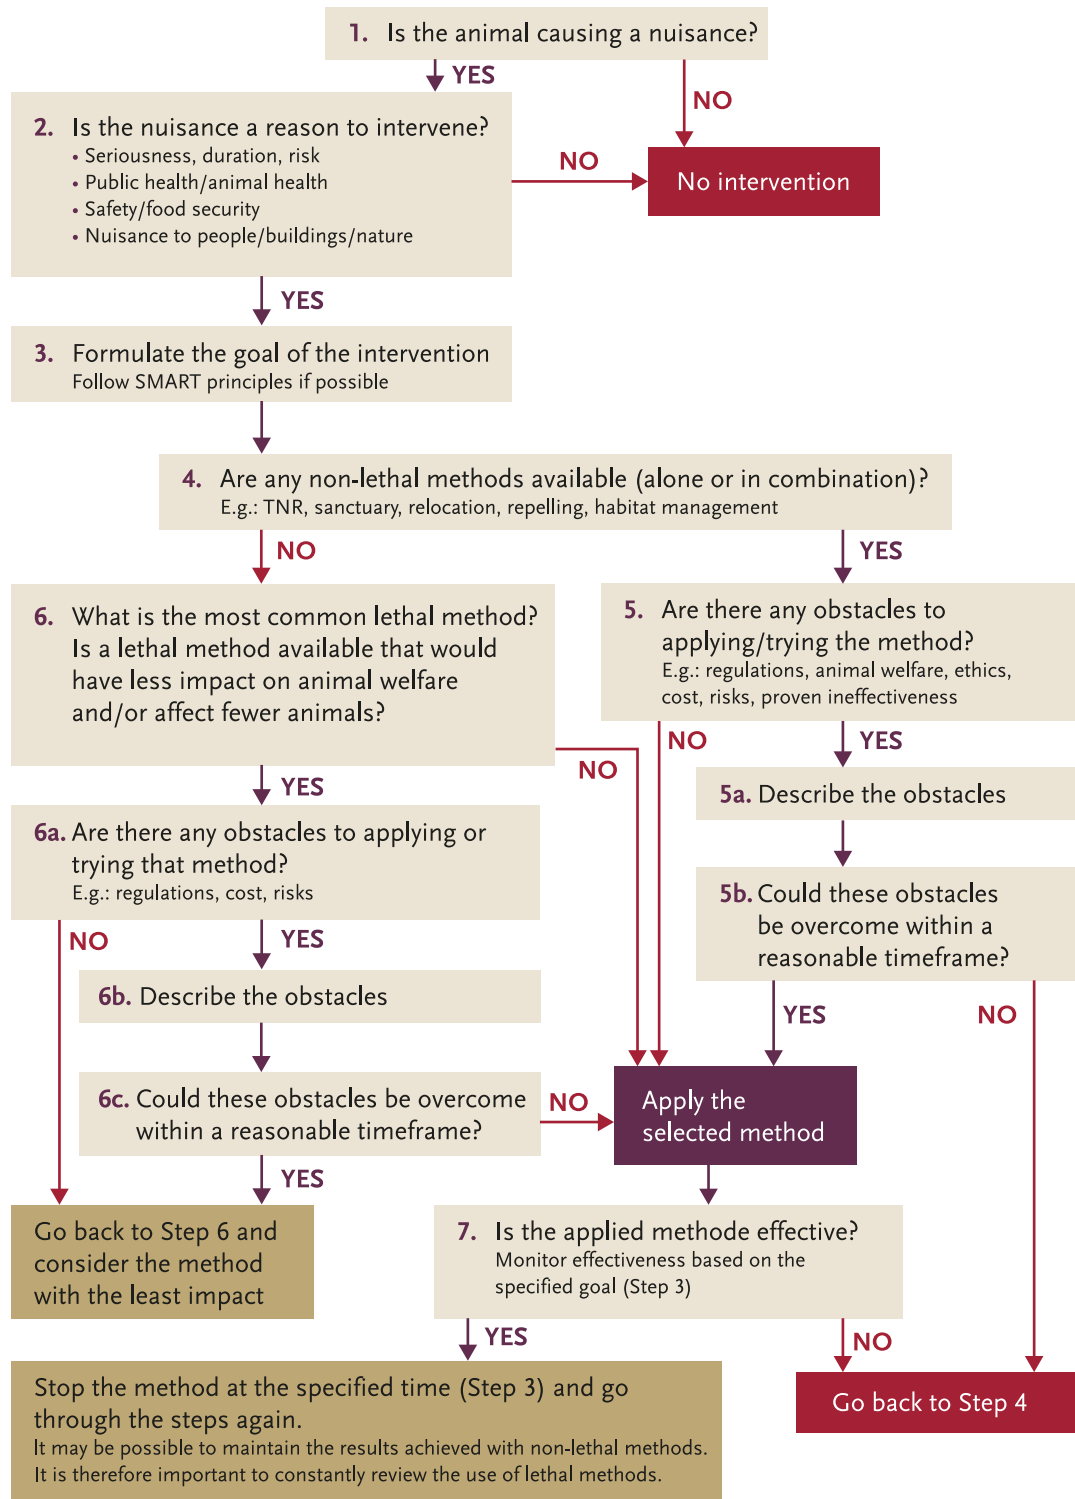 1. Is the animal causing a nuisance?
YES
NO
2. Is the nuisance a reason to intervene?
• Seriousness, duration, risk
• Public health/animal health
• Safety/food security
• Nuisance to people/buildings/nature
NO
No intervention
YES
3. Formulate the goal of the intervention
Follow SMART principles if possible
4. Are any non-lethal methods available (alone or in combination)?
E.g.: TNR, sanctuary, relocation, repelling, habitat management
NO
YES
6. What is the most common lethal method?
Is a lethal method available that would
have less impact on animal welfare
and/or affect fewer animals?
5. Are there any obstacles to
applying/trying the method?
E.g.: regulations, animal welfare, ethics,
cost, risks, proven ineffectiveness
NO
YES
NO
YES
5a. Describe the obstacles
6a. Are there any obstacles to applying or
trying that method?
E.g.: regulations, cost, risks
5b. Could these obstacles
be overcome within a
reasonable timeframe?
NO
YES
6b. Describe the obstacles
YES
NO
6c. Could these obstacles be overcome
within a reasonable timeframe?
NO
Apply the
selected method
YES
Go back to Step 6 and
consider the method
with the least impact
7. Is the applied methode effective?
Monitor effectiveness based on the
specified goal (Step 3)
YES
NO
Stop the method at the specified time (Step 3) and go
through the steps again.
It may be possible to maintain the results achieved with non-lethal methods.
It is therefore important to constantly review the use of lethal methods.
Go back to Step 4